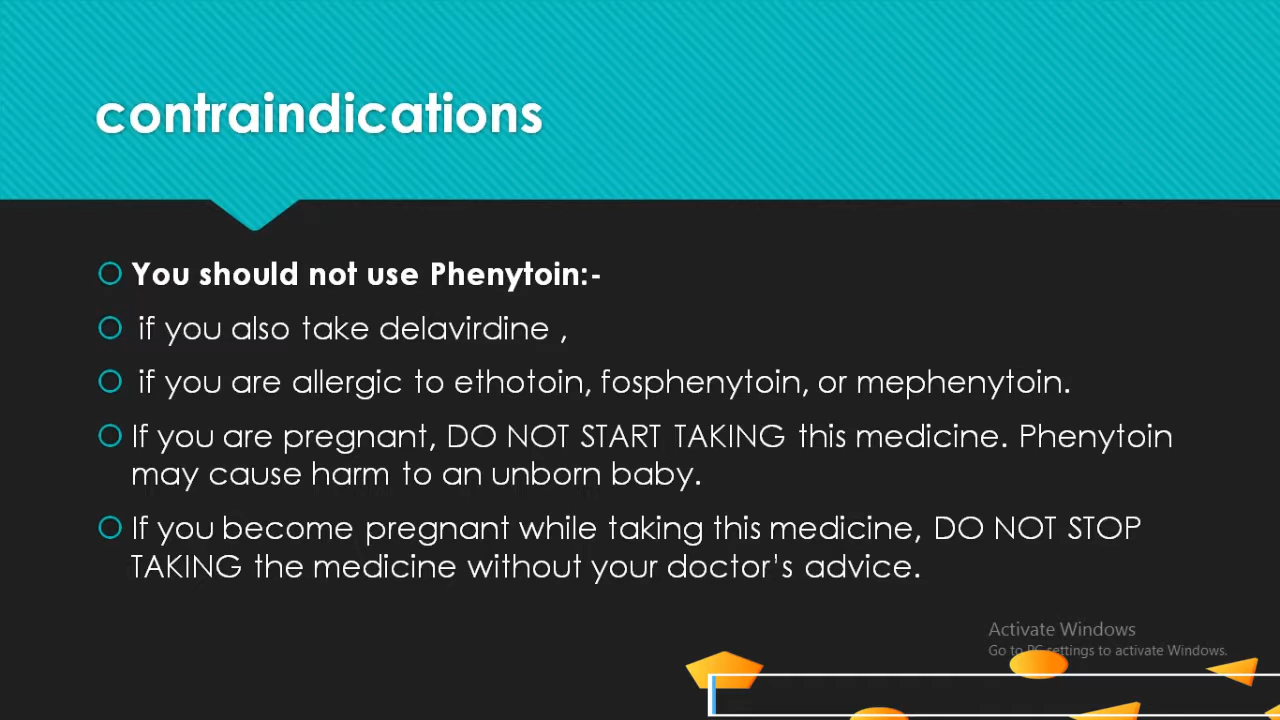 contraindications
You should not use Phenytoin:-
if you also take delavirdine ,
if you are allergic to ethotoin, fosphenytoin, or mephenytoin.
If you are pregnant, DO NOT START TAKING this medicine. Phenytoin
may cause harm to an unborn baby.
If you become pregnant while taking this medicine, DO NOT STOP
TAKING the medicine without your doctor's advice.
Activate Windows
Go to PC settings to activate Windows.